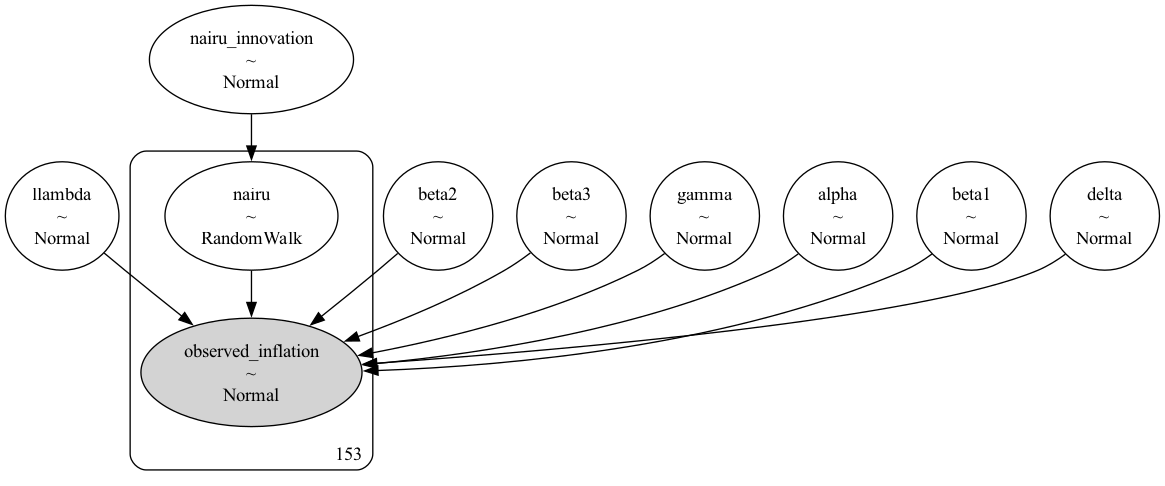 nairu_innovation
~
Normal
llambda
~
Normal
nairu
~
RandomWalk
beta2
~
Normal
beta3
~
Normal
gamma
~
Normal
alpha
~
Normal
beta1
~
Normal
delta
~
Normal
observed_inflation
~
Normal
153